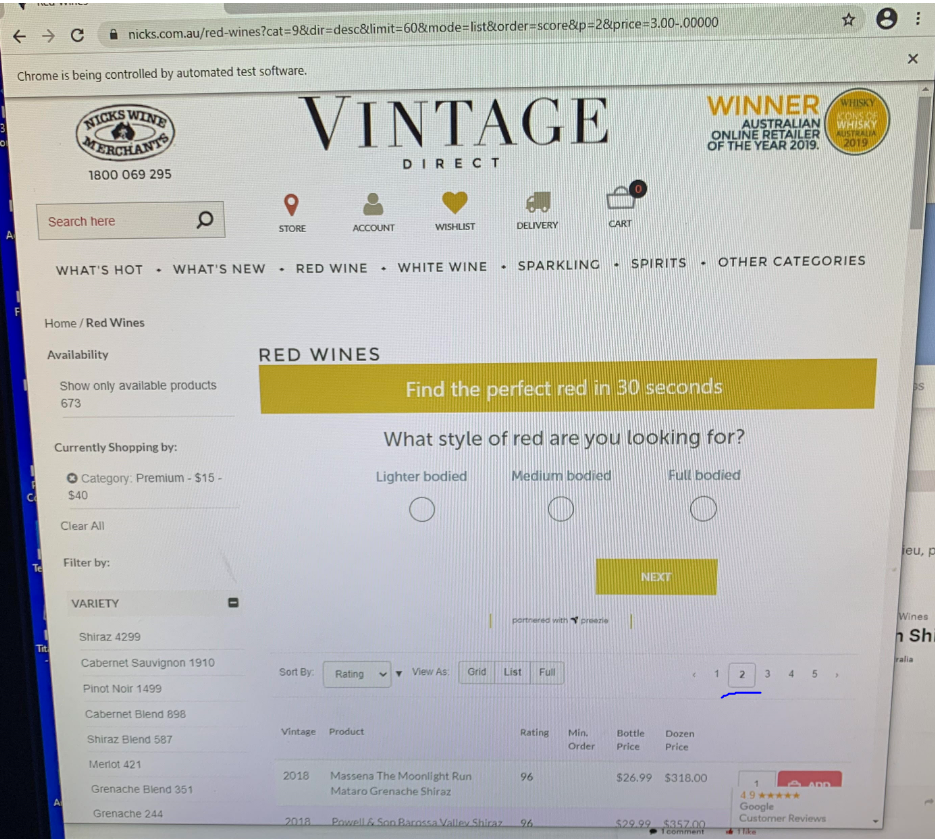 nicks.com.au/red-wines?cat=9&dir=desc&limit=60&mode=list&order=score&p=2&price=3.00-.00000
Chrome is being controlled by automated test software.
NICKS WINE MERCHANTS
1800 069 295
VINTAGE
DIRECT
WINNER
AUSTRALIAN
ONLINE RETAILER
OF THE YEAR 2019.
WHISKY
ICONS OF
WHISKY
AUSTRALIA
2019
Search here
STORE
ACCOUNT
WISHLIST
DELIVERY
0
CART
WHAT'S HOT • WHAT'S NEW • RED WINE • WHITE WINE • SPARKLING • SPIRITS • OTHER CATEGORIES
Home / Red Wines
Availability
Show only available products
673
Currently Shopping by:
Category: Premium - $15 -
$40
Clear All
Filter by:
VARIETY
Shiraz 4299
Cabernet Sauvignon 1910
Pinot Noir 1499
Cabernet Blend 898
Shiraz Blend 587
Merlot 421
Grenache Blend 351
Grenache 244
RED WINES
Find the perfect red in 30 seconds
What style of red are you looking for?
Lighter bodied Medium bodied Full bodied
NEXT
partnered with preezie
Sort By: Rating View As: Grid List Full
‹ 1 2 3 4 5 ›
Vintage Product Rating Min. Order Bottle Price Dozen Price
2018 Massena The Moonlight Run 96 $26.99 $318.00 1 ADD
Mataro Grenache Shiraz
2018 Powell & Son Barossa Valley Shiraz 96 $29.99 $357.00
4.9 ★★★★★
Google
Customer Reviews
1 comment 1 like
ieu, p
Wines
n Shi
ralia